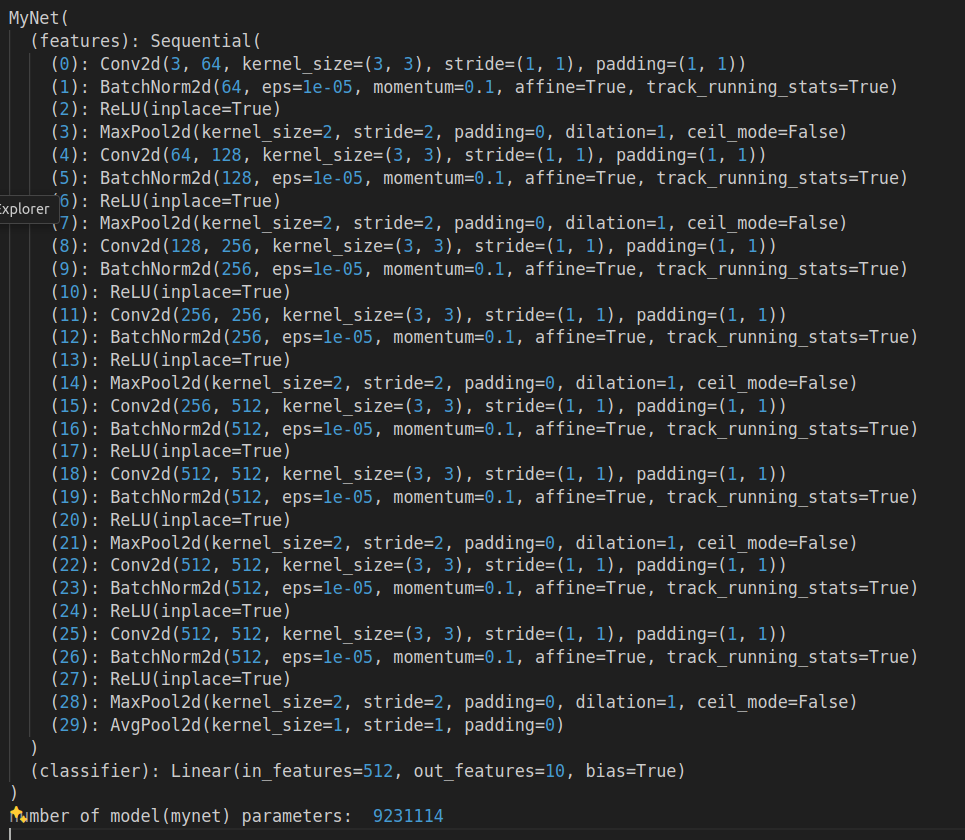 MyNet(
(features): Sequential(
(0): Conv2d(3, 64, kernel_size=(3, 3), stride=(1, 1), padding=(1, 1))
(1): BatchNorm2d(64, eps=1e-05, momentum=0.1, affine=True, track_running_stats=True)
(2): ReLU(inplace=True)
(3): MaxPool2d(kernel_size=2, stride=2, padding=0, dilation=1, ceil_mode=False)
(4): Conv2d(64, 128, kernel_size=(3, 3), stride=(1, 1), padding=(1, 1))
(5): BatchNorm2d(128, eps=1e-05, momentum=0.1, affine=True, track_running_stats=True)
6): ReLU(inplace=True)
Explorer
(7): MaxPool2d(kernel_size=2, stride=2, padding=0, dilation=1, ceil_mode=False)
(8): Conv2d(128, 256, kernel_size=(3, 3), stride=(1, 1), padding=(1, 1))
(9): BatchNorm2d(256, eps=1e-05, momentum=0.1, affine=True, track_running_stats=True)
(10): ReLU(inplace=True)
(11): Conv2d(256, 256, kernel_size=(3, 3), stride=(1, 1), padding=(1, 1))
(12): BatchNorm2d(256, eps=1e-05, momentum=0.1, affine=True, track_running_stats=True)
(13): ReLU(inplace=True)
(14): MaxPool2d(kernel_size=2, stride=2, padding=0, dilation=1, ceil_mode=False)
(15): Conv2d(256, 512, kernel_size=(3, 3), stride=(1, 1), padding=(1, 1))
(16): BatchNorm2d(512, eps=1e-05, momentum=0.1, affine=True, track_running_stats=True)
(17): ReLU(inplace=True)
(18): Conv2d(512, 512, kernel_size=(3, 3), stride=(1, 1), padding=(1, 1))
(19): BatchNorm2d(512, eps=1e-05, momentum=0.1, affine=True, track_running_stats=True)
(20): ReLU(inplace=True)
(21): MaxPool2d(kernel_size=2, stride=2, padding=0, dilation=1, ceil_mode=False)
(22): Conv2d(512, 512, kernel_size=(3, 3), stride=(1, 1), padding=(1, 1))
(23): BatchNorm2d(512, eps=1e-05, momentum=0.1, affine=True, track_running_stats=True)
(24): ReLU(inplace=True)
(25): Conv2d(512, 512, kernel_size=(3, 3), stride=(1, 1), padding=(1, 1))
(26): BatchNorm2d(512, eps=1e-05, momentum=0.1, affine=True, track_running_stats=True)
(27): ReLU(inplace=True)
(28): MaxPool2d(kernel_size=2, stride=2, padding=0, dilation=1, ceil_mode=False)
(29): AvgPool2d(kernel_size=1, stride=1, padding=0)
)
(classifier): Linear(in_features=512, out_features=10, bias=True)
)
number of model(mynet) parameters: 9231114